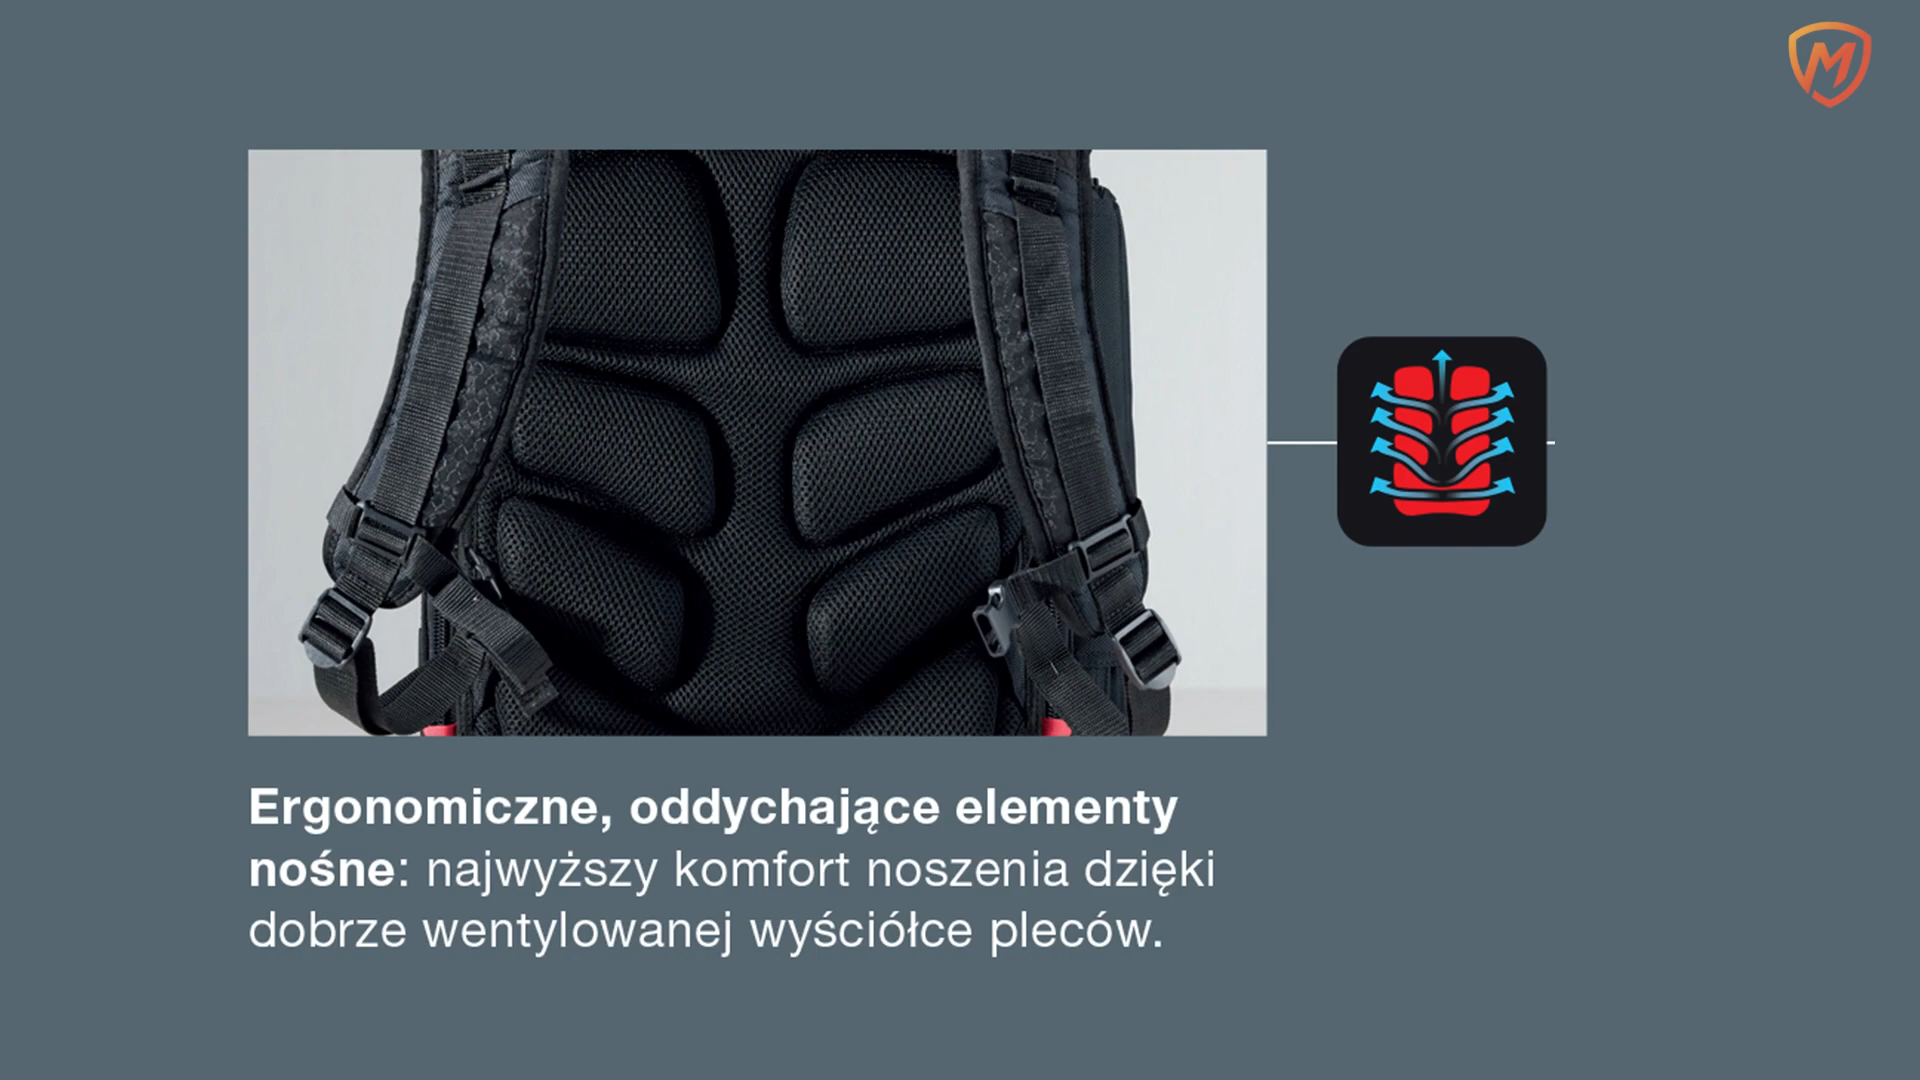 M
Ergonomiczne, oddychające elementy
nośne: najwyższy komfort noszenia dzięki
dobrze wentylowanej wyściółce pleców.